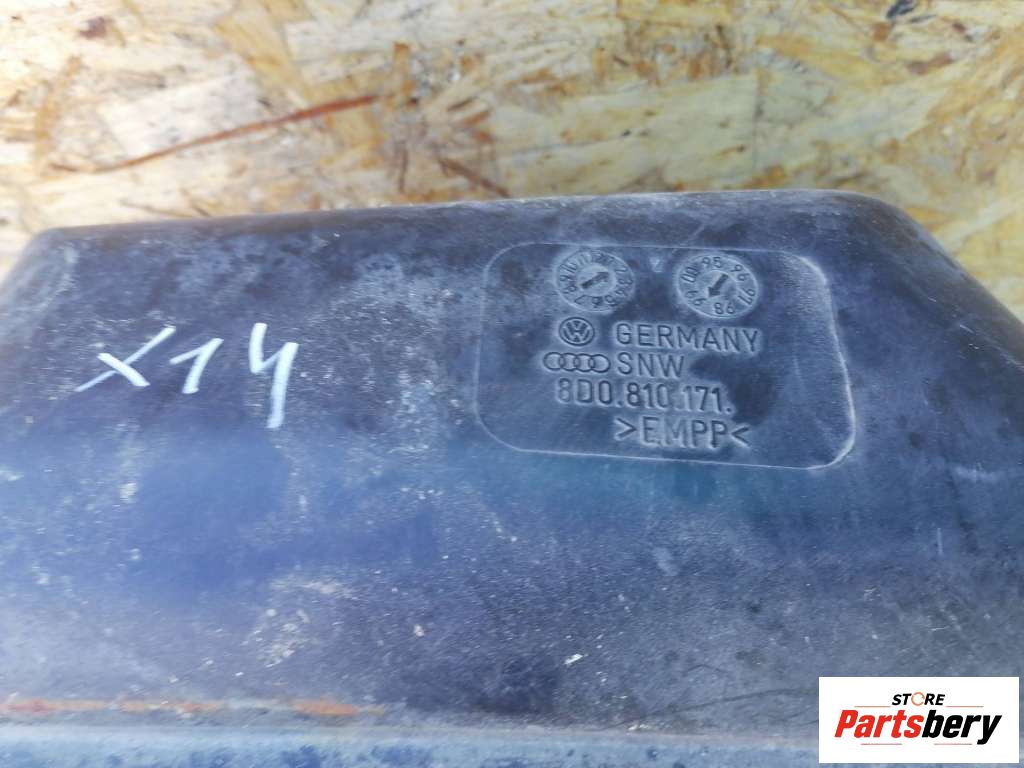 GERMANY
SNW
8D0.810.171.
>EMPP<
X14
STORE
Partsbery